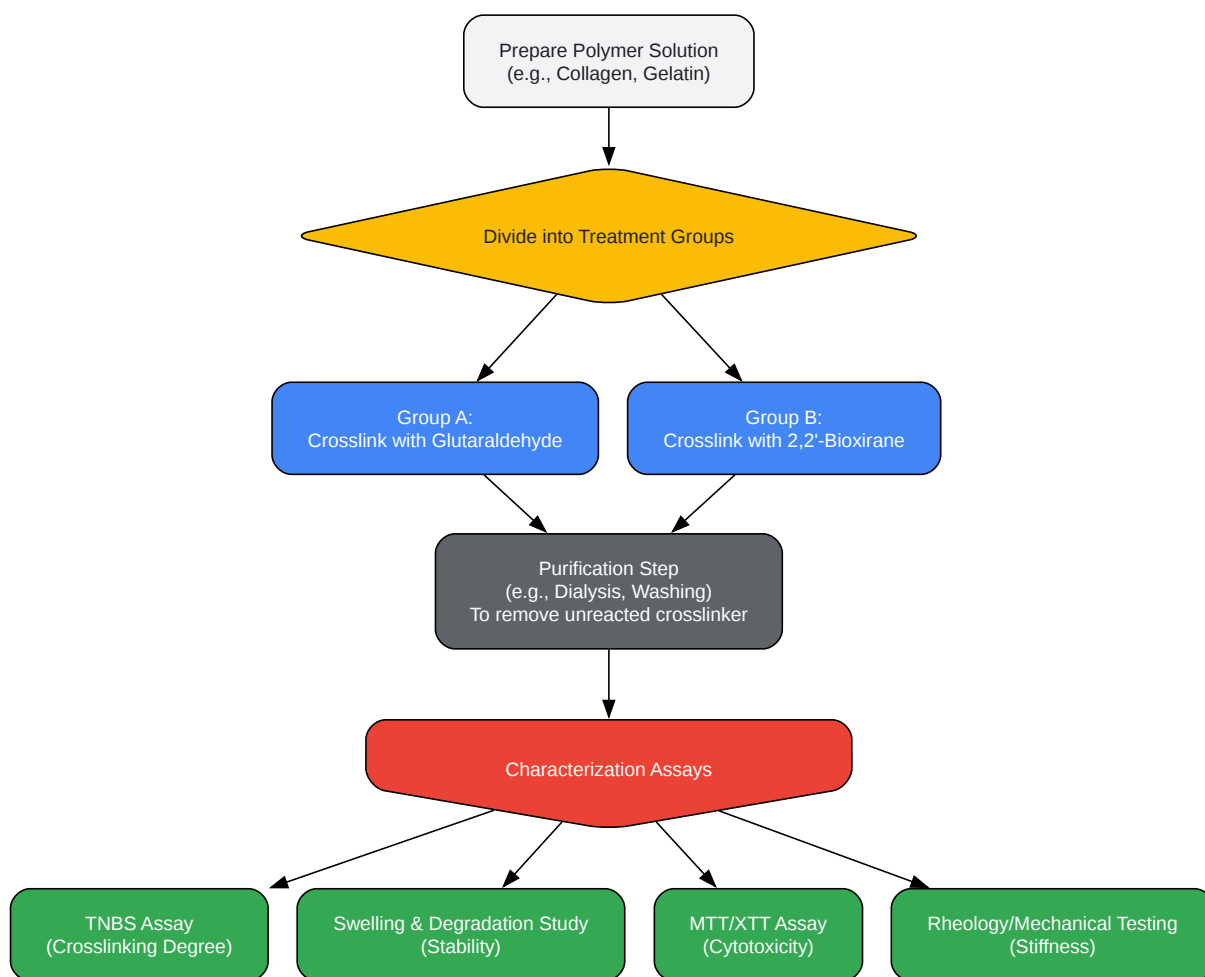 Prepare Polymer Solution
(e.g., Collagen, Gelatin)
Divide into Treatment Groups
Group A:
Crosslink with Glutaraldehyde
Group B:
Crosslink with 2,2'-Bioxirane
Purification Step
(e.g., Dialysis, Washing)
To remove unreacted crosslinker
Characterization Assays
TNBS Assay
(Crosslinking Degree)
Swelling & Degradation Study
(Stability)
MTT/XTT Assay
(Cytotoxicity)
Rheology/Mechanical Testing
(Stiffness)